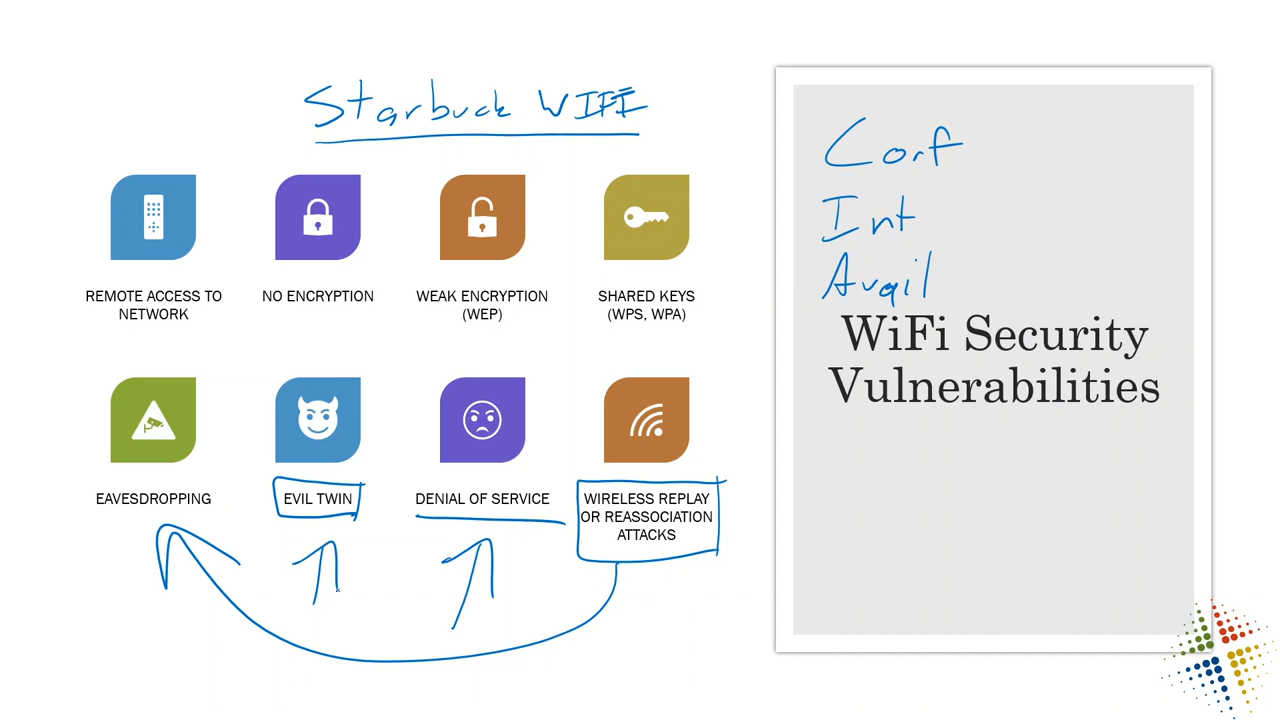 Starbuck WIFI
REMOTE ACCESS TO
NETWORK
NO ENCRYPTION
WEAK ENCRYPTION
(WEP)
SHARED KEYS
(WPS, WPA)
EAVESDROPPING
EVIL TWIN
DENIAL OF SERVICE
WIRELESS REPLAY
OR REASSOCIATION
ATTACKS
Conf
Int
Avail
WiFi Security
Vulnerabilities